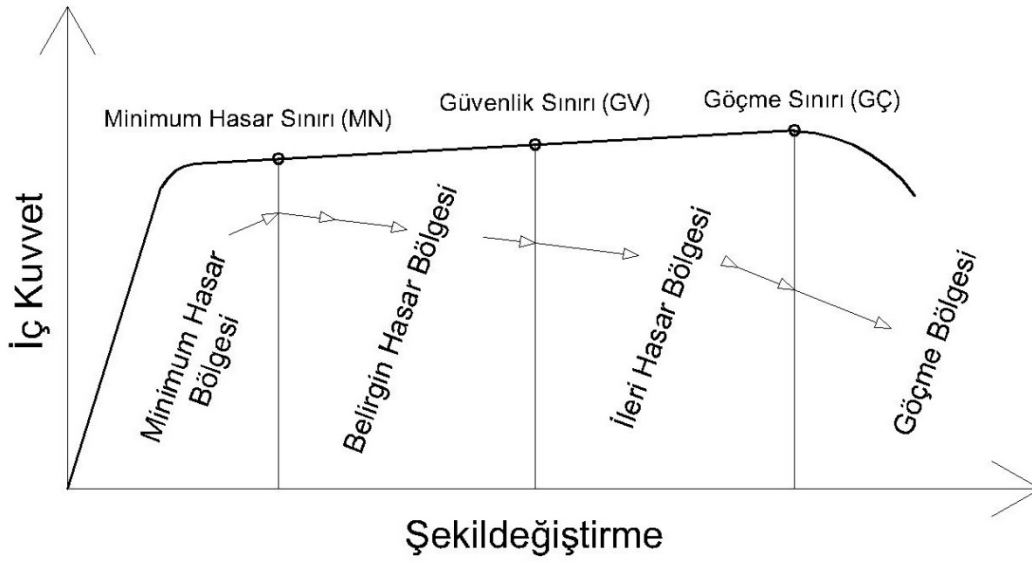 Minimum Hasar Sınırı (MN)
Güvenlik Sınırı (GV)
Göçme Sınırı (GÇ)
İç Kuvvet
Minimum Hasar
Bölgesi
Belirgin Hasar Bölgesi
İleri Hasar Bölgesi
Göçme Bölgesi
Şekildeğiştirme